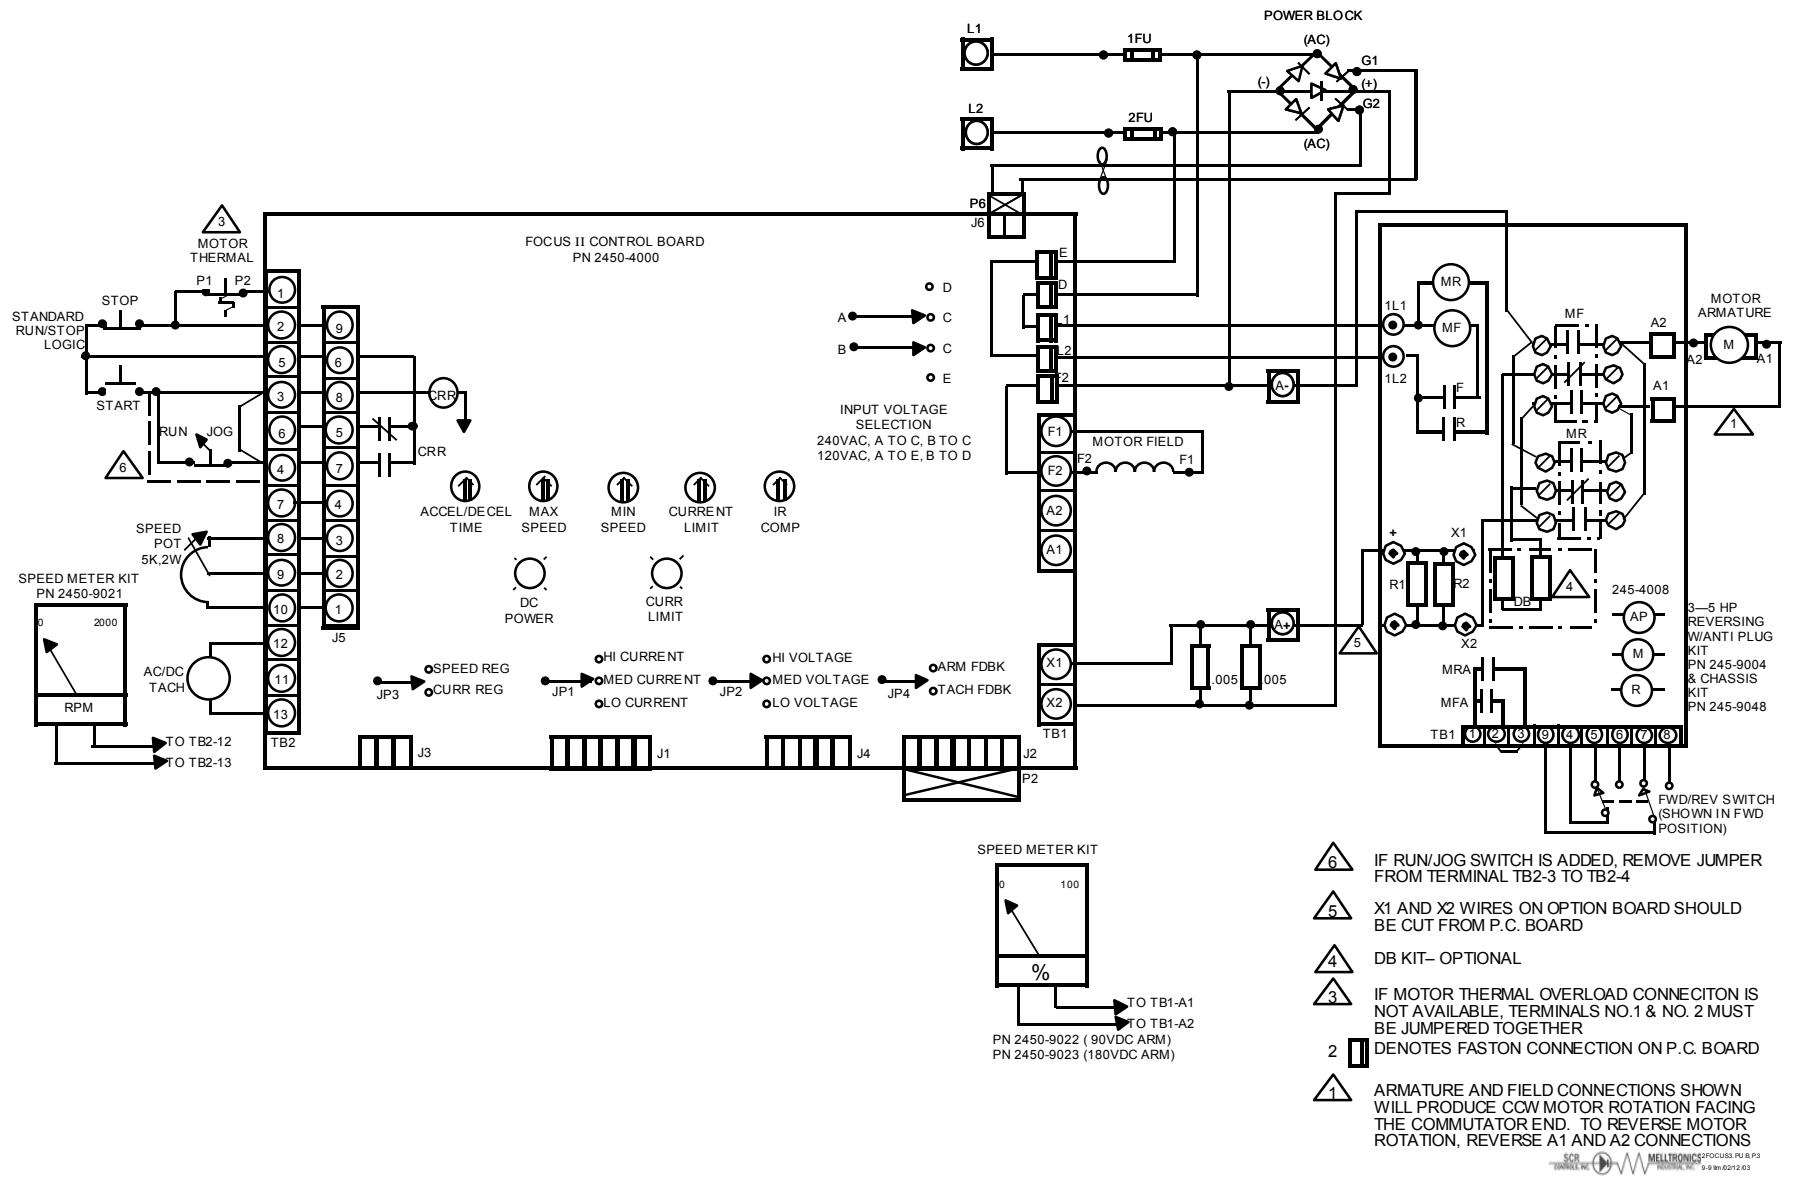 POWER BLOCK
L1
1FU
(AC)
G1
(-)
(+)
L2
2FU
G2
(AC)
P6
J6
3
MOTOR
THERMAL
P1 P2
STOP
STANDARD
RUN/STOP
LOGIC
START
RUN JOG
6
SPEED
POT
5K,2W
SPEED METER KIT
PN 2450-9021
0 2000
RPM
AC/DC
TACH
TO TB2-12
TO TB2-13
1
2
5
3
6
4
7
8
9
10
12
11
13
TB2
9
6
8
5
7
4
3
2
1
J5
CRR
CRR
FOCUS II CONTROL BOARD
PN 2450-4000
D
A C
B C
E
INPUT VOLTAGE
SELECTION
240VAC, A TO C, B TO C
120VAC, A TO E, B TO D
ACCEL/DECEL
TIME
MAX
SPEED
MIN
SPEED
CURRENT
LIMIT
IR
COMP
DC
POWER
CURR
LIMIT
JP3
SPEED REG
CURR REG
JP1
HI CURRENT
MED CURRENT
LO CURRENT
JP2
HI VOLTAGE
MED VOLTAGE
LO VOLTAGE
JP4
ARM FDBK
TACH FDBK
J3
J1
J4
J2
P2
E
D
L2
F2
F1
F2
A2
A1
X1
X2
TB1
MOTOR FIELD
F2 F1
A-
A+
.005 .005
5
1L1
1L2
MR
MF
F
R
MF
MR
A2
A1
MOTOR
ARMATURE
A2 M A1
1
+
X1
R1 R2
X2
DB
4
245-4008
AP
M
R
3—5 HP
REVERSING
W/ANTI PLUG
KIT
PN 245-9004
& CHASSIS
KIT
PN 245-9048
MRA
MFA
TB1
1 2 3 9 4 5 6 7 8
FWD/REV SWITCH
(SHOWN IN FWD
POSITION)
SPEED METER KIT
0 100
%
TO TB1-A1
TO TB1-A2
PN 2450-9022 ( 90VDC ARM)
PN 2450-9023 (180VDC ARM)
6 IF RUN/JOG SWITCH IS ADDED, REMOVE JUMPER
FROM TERMINAL TB2-3 TO TB2-4
5 X1 AND X2 WIRES ON OPTION BOARD SHOULD
BE CUT FROM P.C. BOARD
4 DB KIT– OPTIONAL
3 IF MOTOR THERMAL OVERLOAD CONNECITON IS
NOT AVAILABLE, TERMINALS NO.1 & NO. 2 MUST
BE JUMPERED TOGETHER
2 DENOTES FASTON CONNECTION ON P.C. BOARD
1 ARMATURE AND FIELD CONNECTIONS SHOWN
WILL PRODUCE CCW MOTOR ROTATION FACING
THE COMMUTATOR END. TO REVERSE MOTOR
ROTATION, REVERSE A1 AND A2 CONNECTIONS
SCR
CONTROLS, INC.
MELLTRONICS
INDUSTRIAL, INC.
2FOCUS3.PUB,P.3